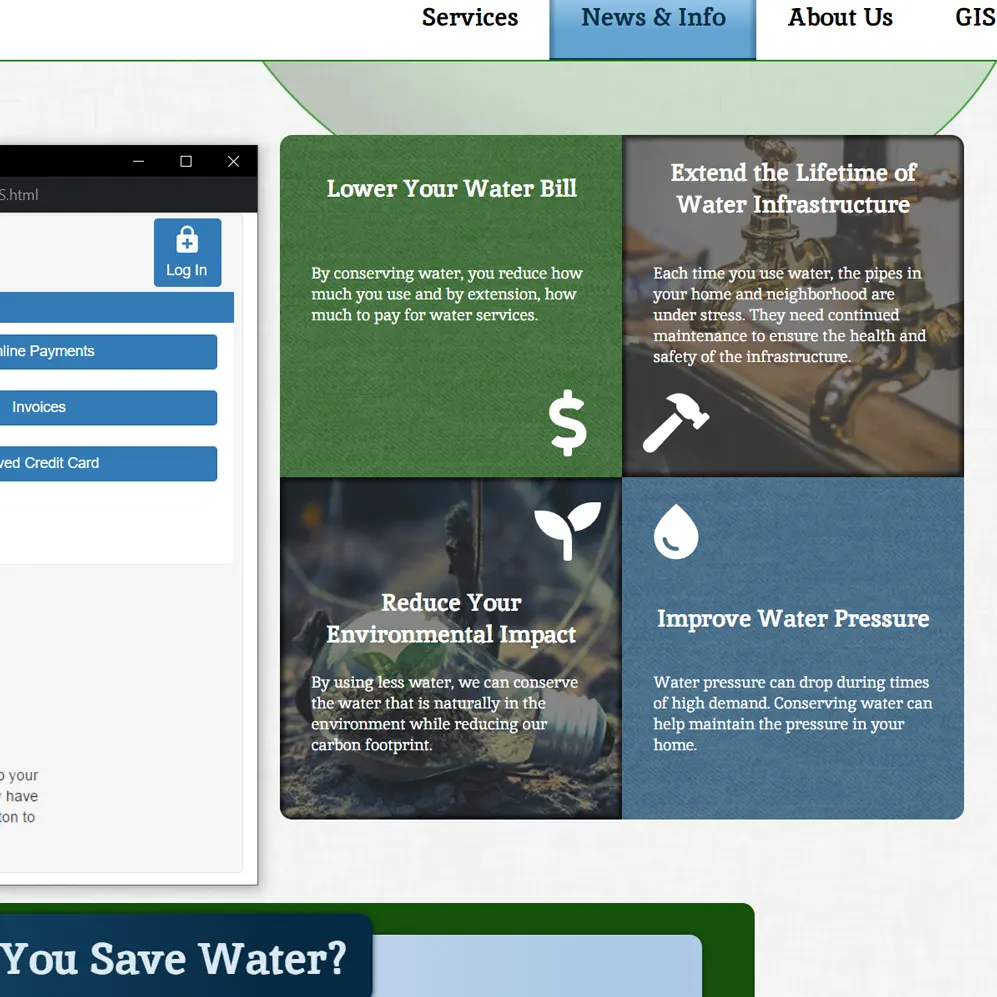 Services
News & Info
About Us
GIS
S.html
Log In
nline Payments
Invoices
ved Credit Card
o your
have
ton to
Lower Your Water Bill
By conserving water, you reduce how
much you use and by extension, how
much to pay for water services.
Extend the Lifetime of
Water Infrastructure
Each time you use water, the pipes in
your home and neighborhood are
under stress. They need continued
maintenance to ensure the health and
safety of the infrastructure.
Reduce Your
Environmental Impact
By using less water, we can conserve
the water that is naturally in the
environment while reducing our
carbon footprint.
Improve Water Pressure
Water pressure can drop during times
of high demand. Conserving water can
help maintain the pressure in your
home.
You Save Water?